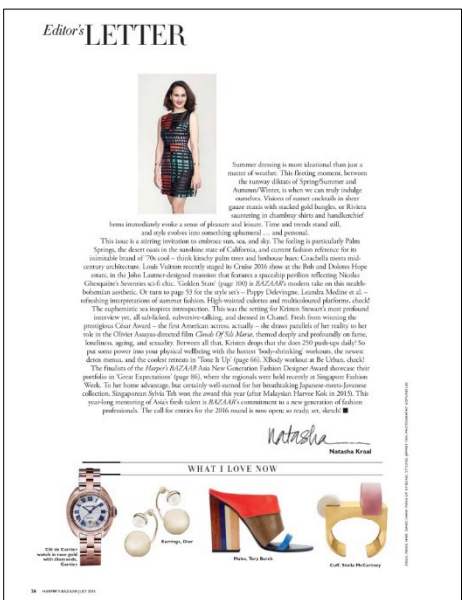 Editor's LETTER
Summer dressing is more ideational than just a
matter of weather. This fleeting moment, between
the runway diktats of Spring/Summer and
Autumn/Winter, is when we can truly indulge
ourselves. Visions of sunset cocktails in sheer
gauze maxis with stacked gold bangles, or Riviera
sauntering in chambray shirts and handkerchief
hems immediately evoke a sense of pleasure and leisure. Time and trends stand still,
and style evolves into something ephemeral ... and personal.
This issue is a stirring invitation to embrace sun, sea, and sky. The feeling is particularly Palm
Springs, the desert oasis in the sunshine state of California, and current fashion reference for its
inimitable brand of '70s cool – think kitschy palm trees and hothouse hues; Coachella meets mid-
century architecture. Louis Vuitton recently staged its Cruise 2016 show at the Bob and Dolores Hope
estate, in the John Lautner-designed mansion that features a spaceship pavilion reflecting Nicolas
Ghesquière's Seventies sci-fi chic. 'Golden State' (page 100) is BAZAAR's modern take on this stealth-
bohemian aesthetic. Or turn to page 53 for the style sets – Poppy Delevingne, Leandra Medine et al. –
refreshing interpretations of summer fashion. High-waisted culottes and multicoloured platforms, check!
The euphemistic sea inspires introspection. This was the setting for Kristen Stewart's most profound
interview yet, all salt-licked, subversive-talking, and dressed in Chanel. Fresh from winning the
prestigious César Award – the first American actress, actually – she draws parallels of her reality to her
role in the Olivier Assayas-directed film Clouds Of Sils Maria, themed deeply and profoundly on fame,
loneliness, ageing, and sexuality. Between all that, Kristen drops that she does 250 push-ups daily! So
put some power into your physical wellbeing with the hottest 'body-shrinking' workouts, the newest
detox menus, and the coolest retreats in 'Tone It Up' (page 66). XBody workout at Be Urban, check!
The finalists of the Harper's BAZAAR Asia New Generation Fashion Designer Award showcase their
portfolio in 'Great Expectations' (page 86), where the regionals were held recently at Singapore Fashion
Week. To her home advantage, but certainly well-earned for her breathtaking Japanese-meets-Javanese
collection, Singaporean Sylvia Teh won the award this year (after Malaysian Harvee Kok in 2013). This
year-long mentoring of Asia's fresh talent is BAZAAR's commitment to a new generation of fashion
professionals. The call for entries for the 2016 round is now open; so ready, set, sketch! ■
Natasha
Natasha Kraal
WHAT I LOVE NOW
Clé de Cartier
watch in rose gold
with diamonds,
Cartier
Earrings, Dior
Mules, Tory Burch
Cuff, Stella McCartney
26 HARPER'S BAZAAR JULY 2015